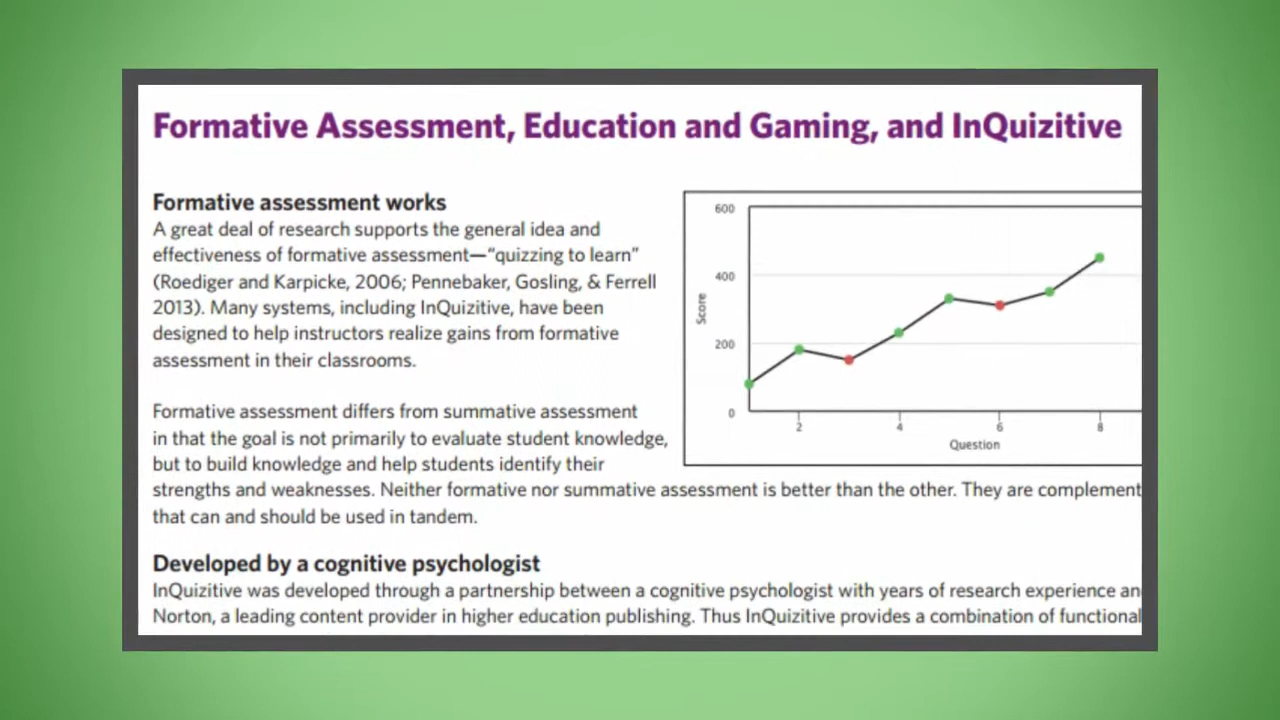 Formative Assessment, Education and Gaming, and InQuizitive
Formative assessment works
A great deal of research supports the general idea and
effectiveness of formative assessment—“quizzing to learn”
(Roediger and Karpicke, 2006; Pennebaker, Gosling, & Ferrell
2013). Many systems, including InQuizitive, have been
designed to help instructors realize gains from formative
assessment in their classrooms.
Formative assessment differs from summative assessment
in that the goal is not primarily to evaluate student knowledge,
but to build knowledge and help students identify their
strengths and weaknesses. Neither formative nor summative assessment is better than the other. They are complement
that can and should be used in tandem.
600
400
200
0
Score
2 4 6 8
Question
Developed by a cognitive psychologist
InQuizitive was developed through a partnership between a cognitive psychologist with years of research experience an
Norton, a leading content provider in higher education publishing. Thus InQuizitive provides a combination of functional